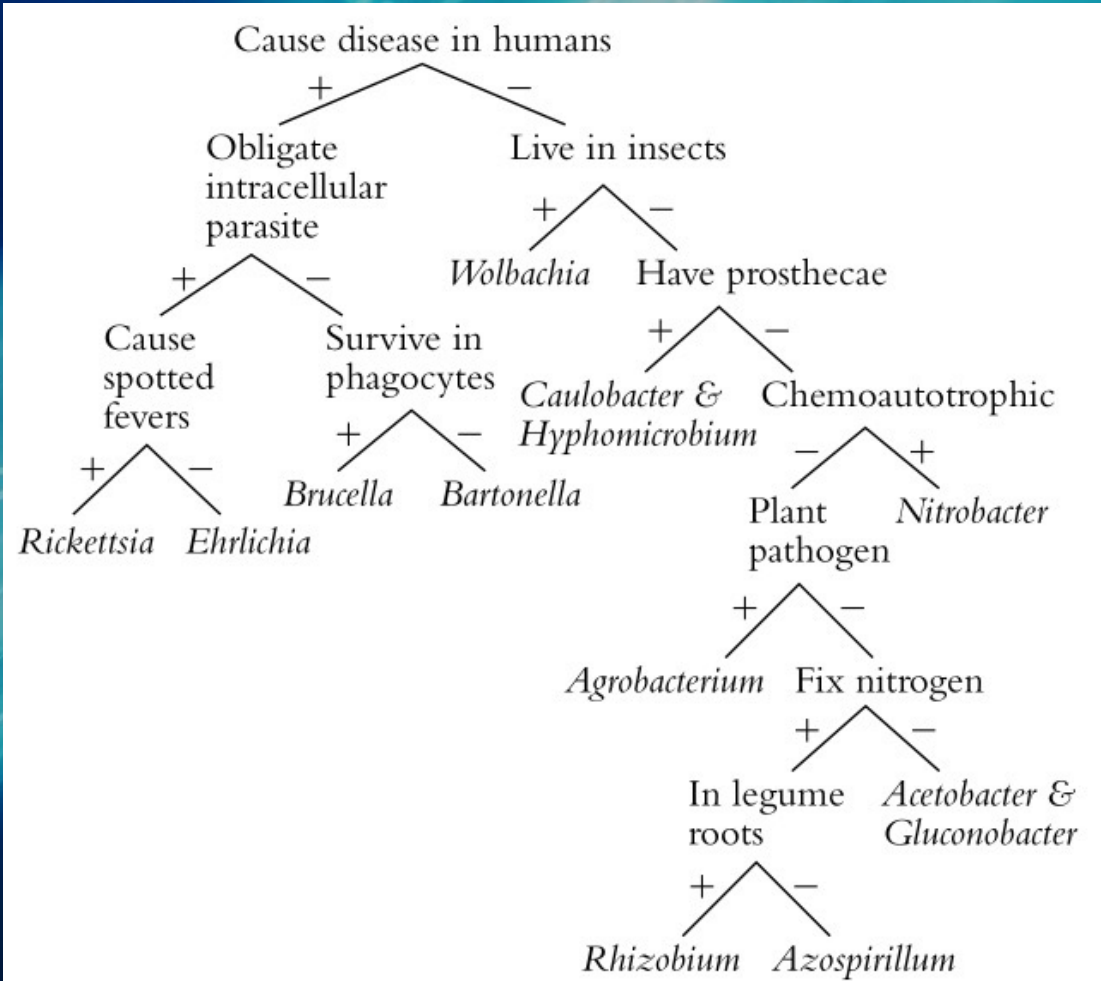 Cause disease in humans
+
−
Obligate
intracellular
parasite
Live in insects
+
−
+
−
Wolbachia
Have prosthecae
Cause
spotted
fevers
Survive in
phagocytes
+
−
Caulobacter &
Hyphomicrobium
Chemoautotrophic
+
−
+
−
−
+
Rickettsia
Ehrlichia
Brucella
Bartonella
Plant
pathogen
Nitrobacter
+
−
Agrobacterium
Fix nitrogen
+
−
In legume
roots
Acetobacter &
Gluconobacter
+
−
Rhizobium
Azospirillum